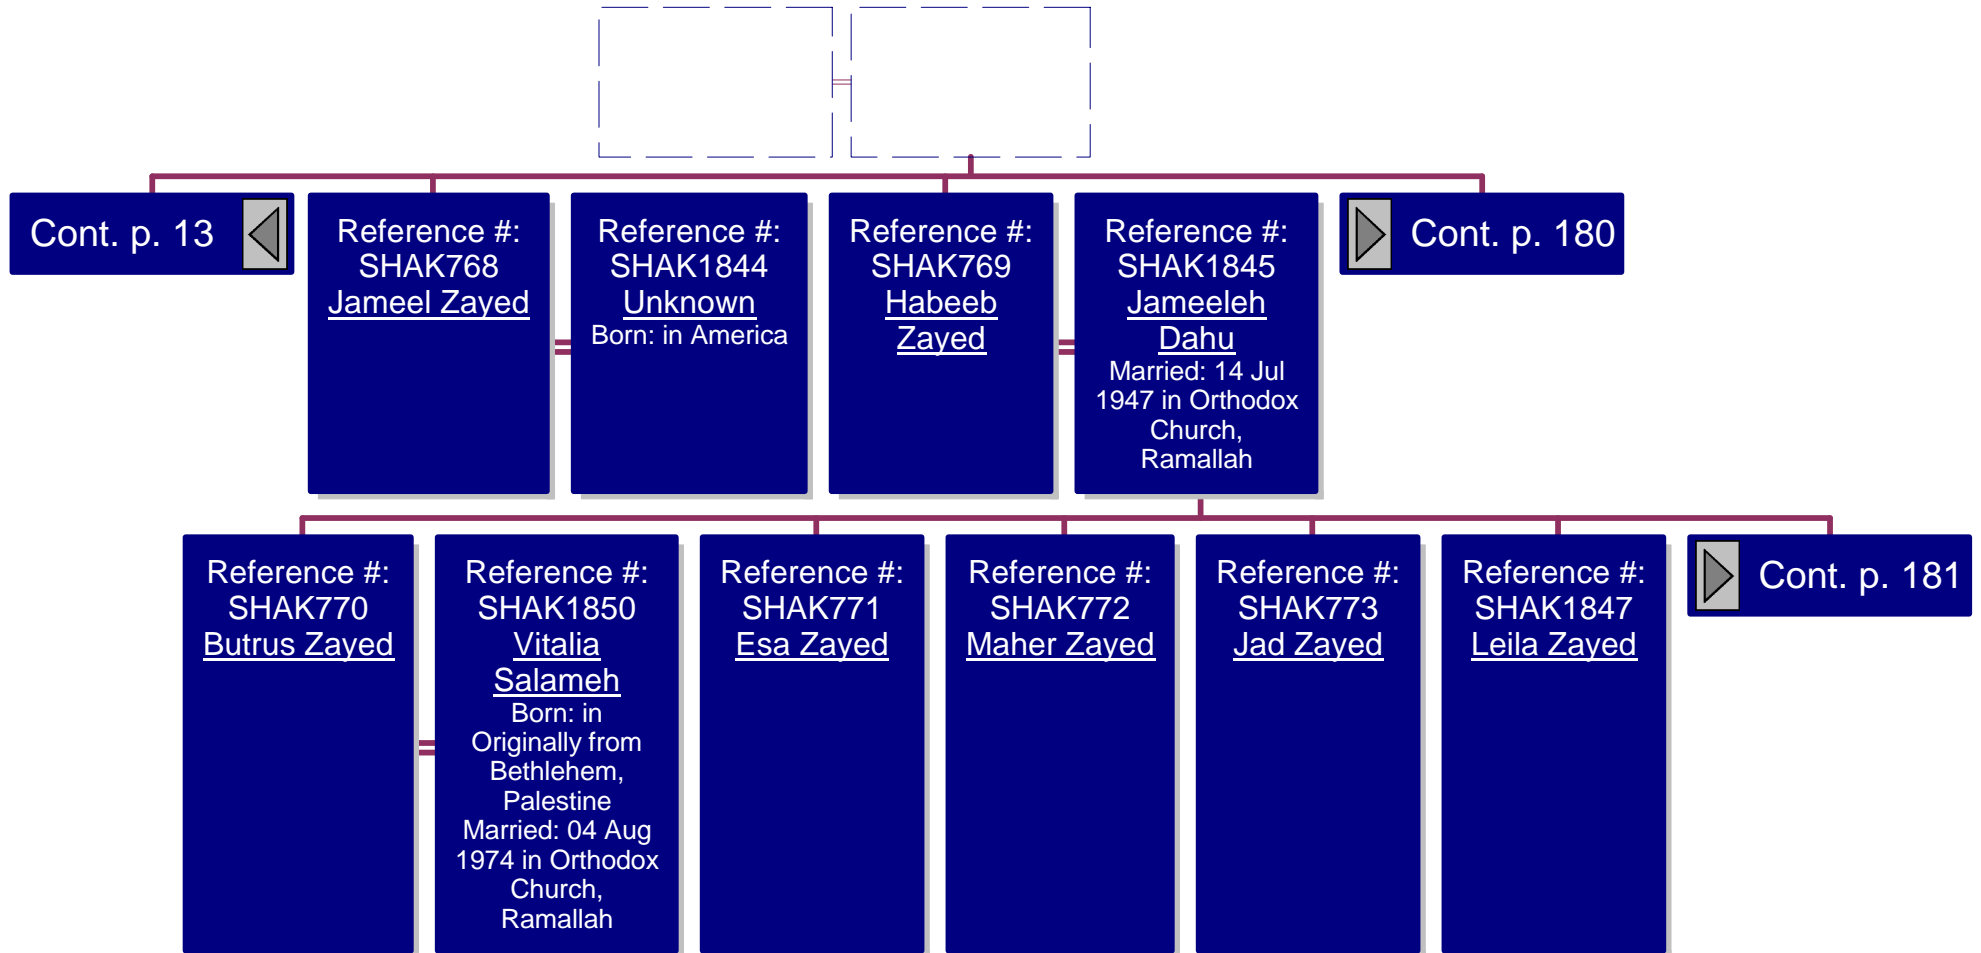 Cont. p. 13
Reference #:
SHAK768
Jameel Zayed
Reference #:
SHAK1844
Unknown
Born: in America
Reference #:
SHAK769
Habeeb
Zayed
Reference #:
SHAK1845
Jameeleh
Dahu
Married: 14 Jul
1947 in Orthodox
Church,
Ramallah
Cont. p. 180
Reference #:
SHAK770
Butrus Zayed
Reference #:
SHAK1850
Vitalia
Salameh
Born: in
Originally from
Bethlehem,
Palestine
Married: 04 Aug
1974 in Orthodox
Church,
Ramallah
Reference #:
SHAK771
Esa Zayed
Reference #:
SHAK772
Maher Zayed
Reference #:
SHAK773
Jad Zayed
Reference #:
SHAK1847
Leila Zayed
Cont. p. 181